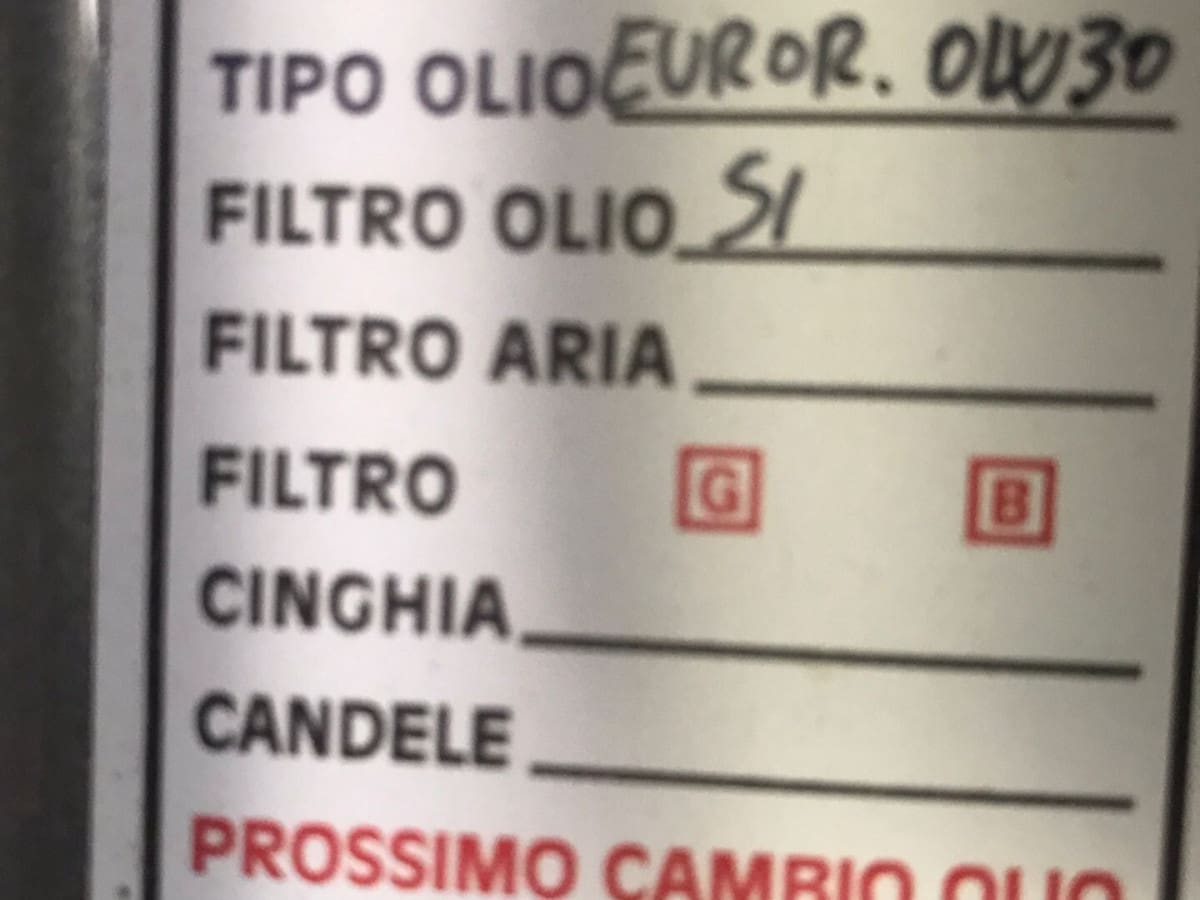 TIPO OLIO EUROR. 0W30
FILTRO OLIO SI
FILTRO ARIA
FILTRO G B
CINGHIA
CANDELE
PROSSIMO CAMBIO OLIO